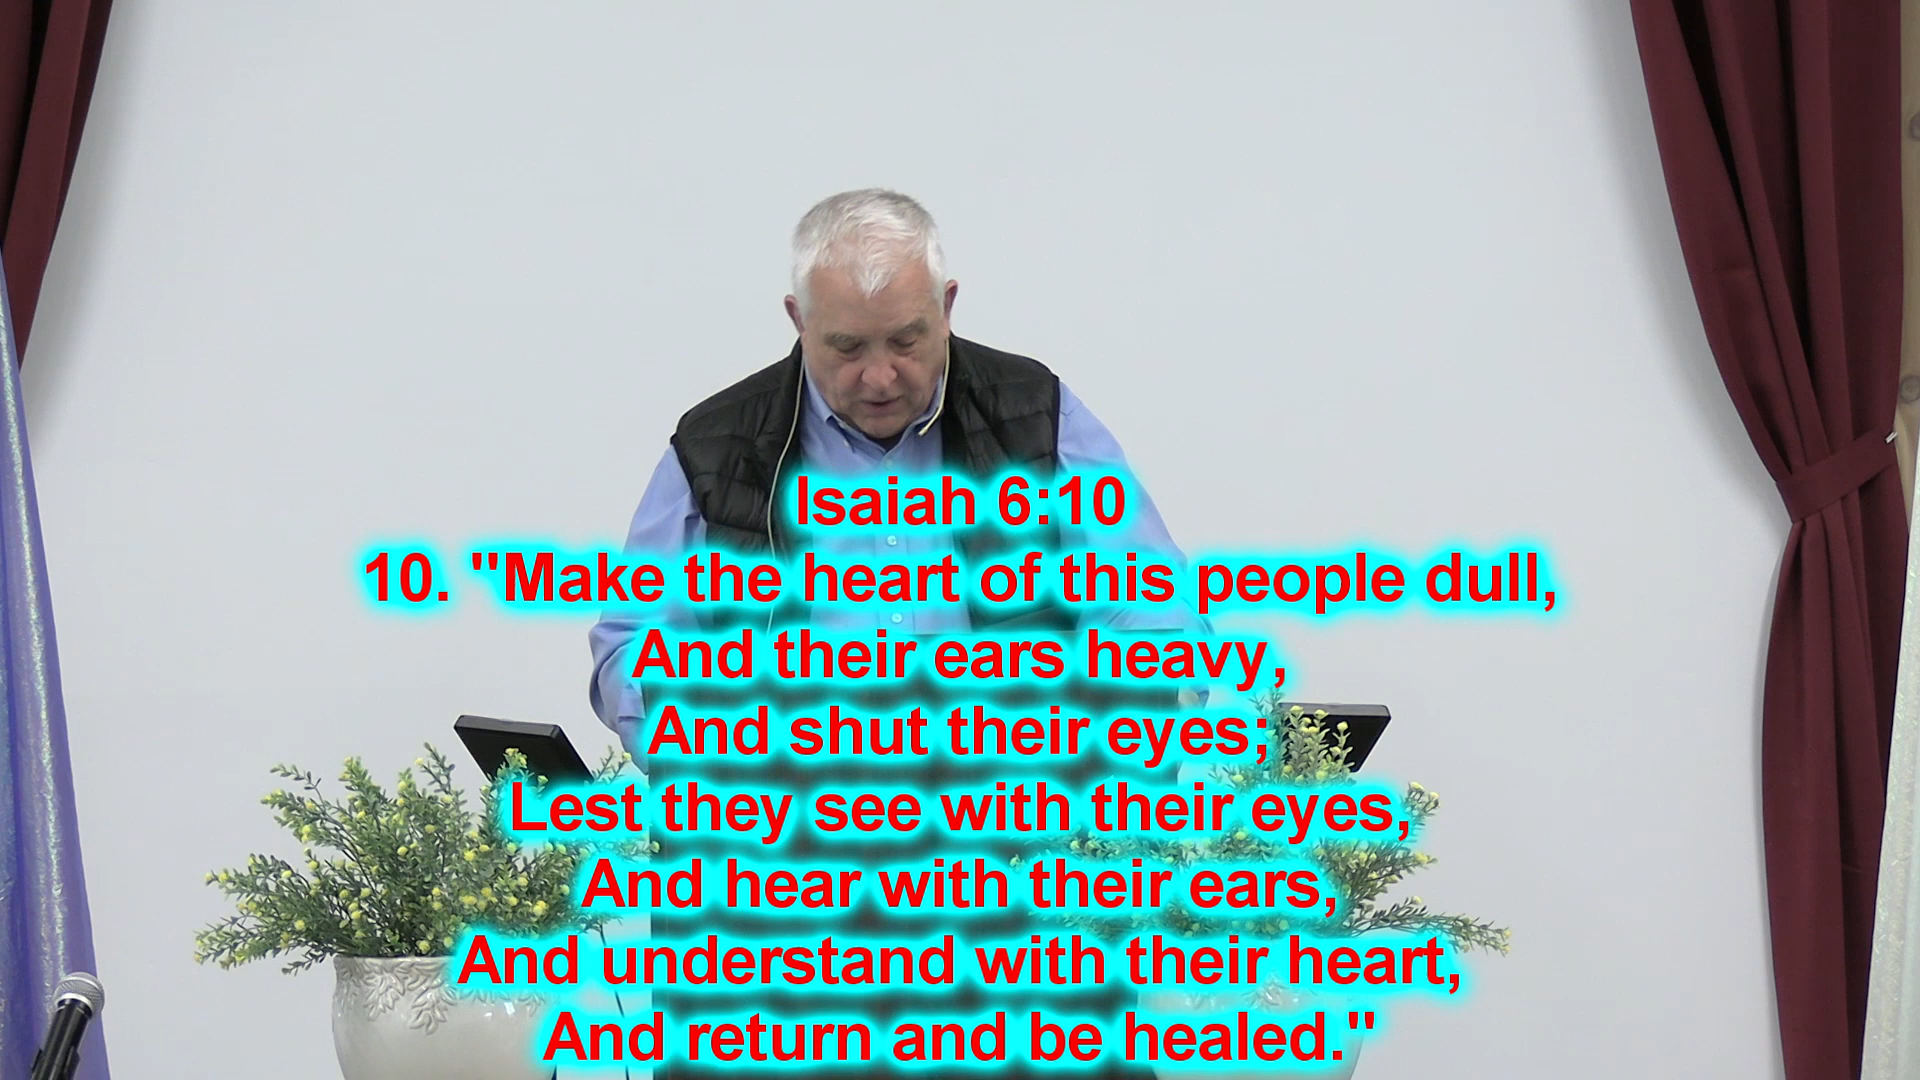 Isaiah 6:10
10. "Make the heart of this people dull,
And their ears heavy,
And shut their eyes;
Lest they see with their eyes,
And hear with their ears,
And understand with their heart,
And return and be healed."